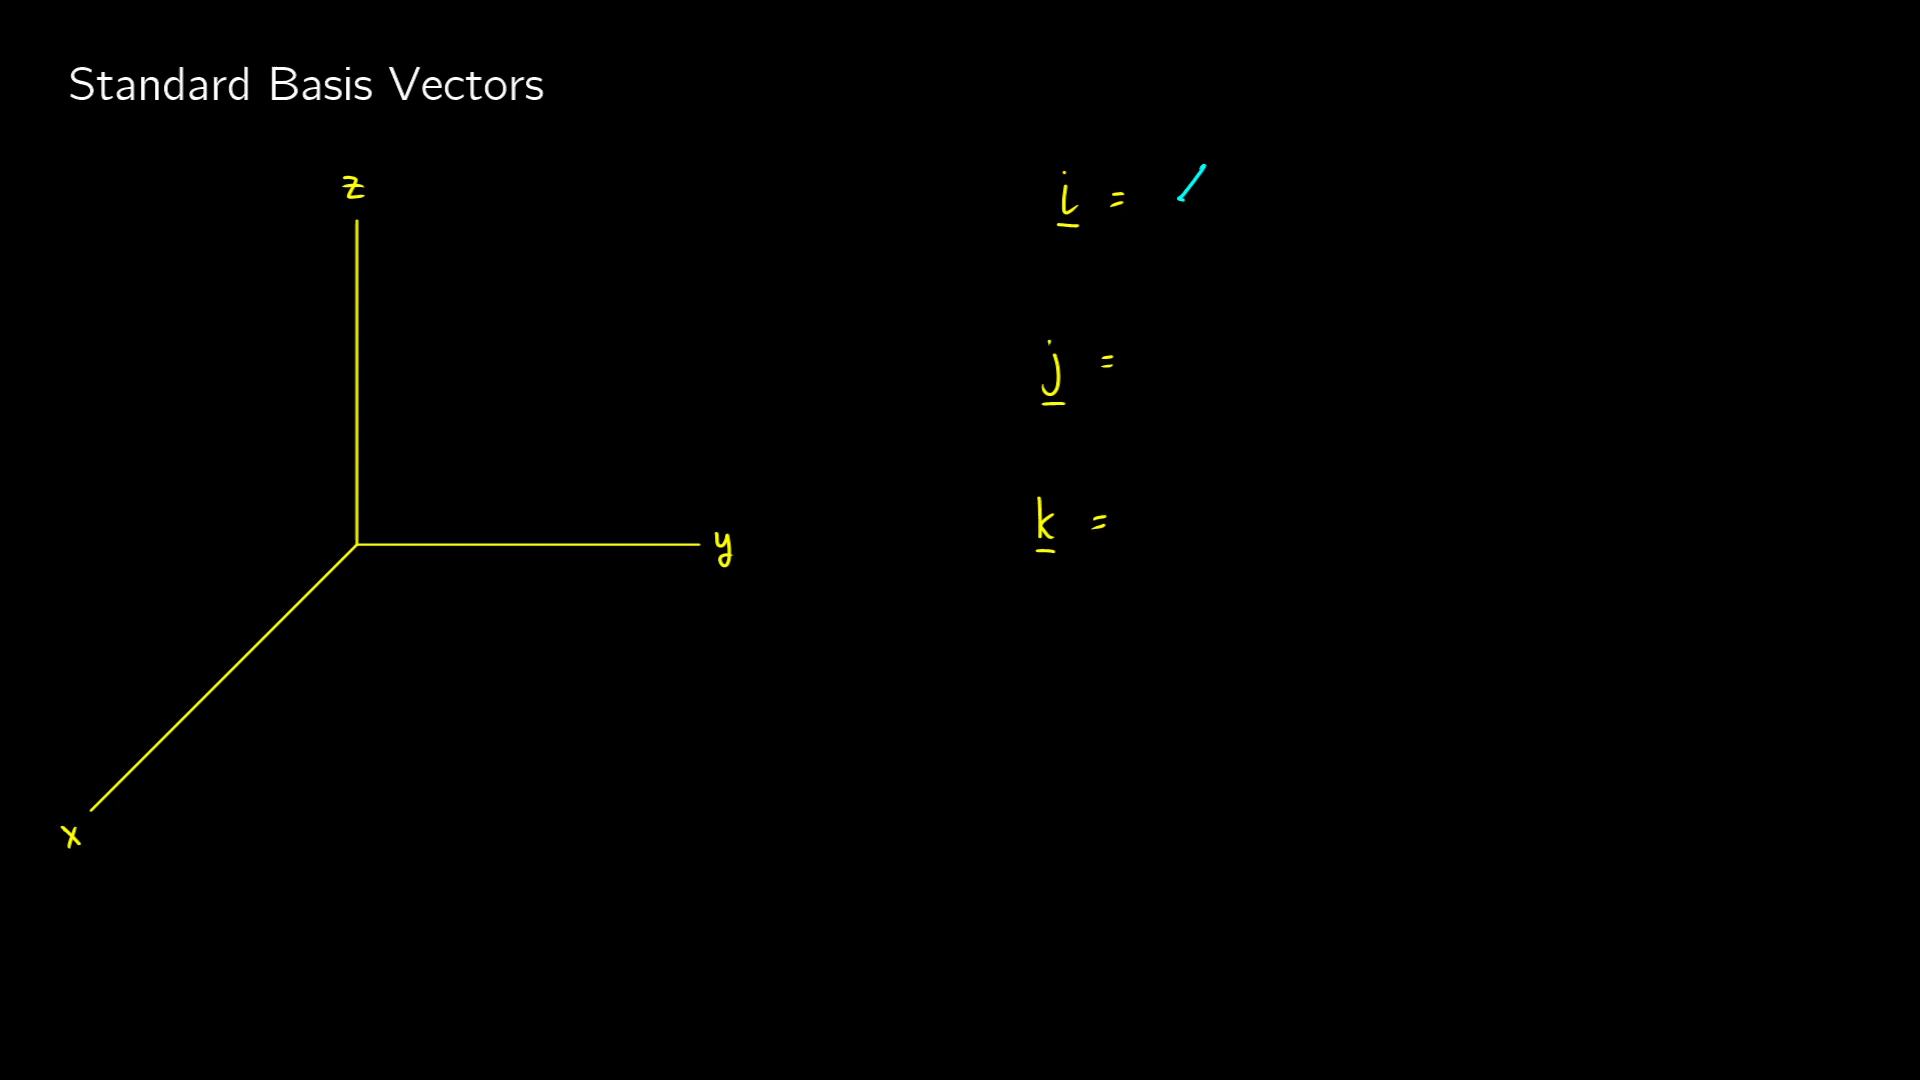 Standard Basis Vectors
z
i =
j =
k =
y
x